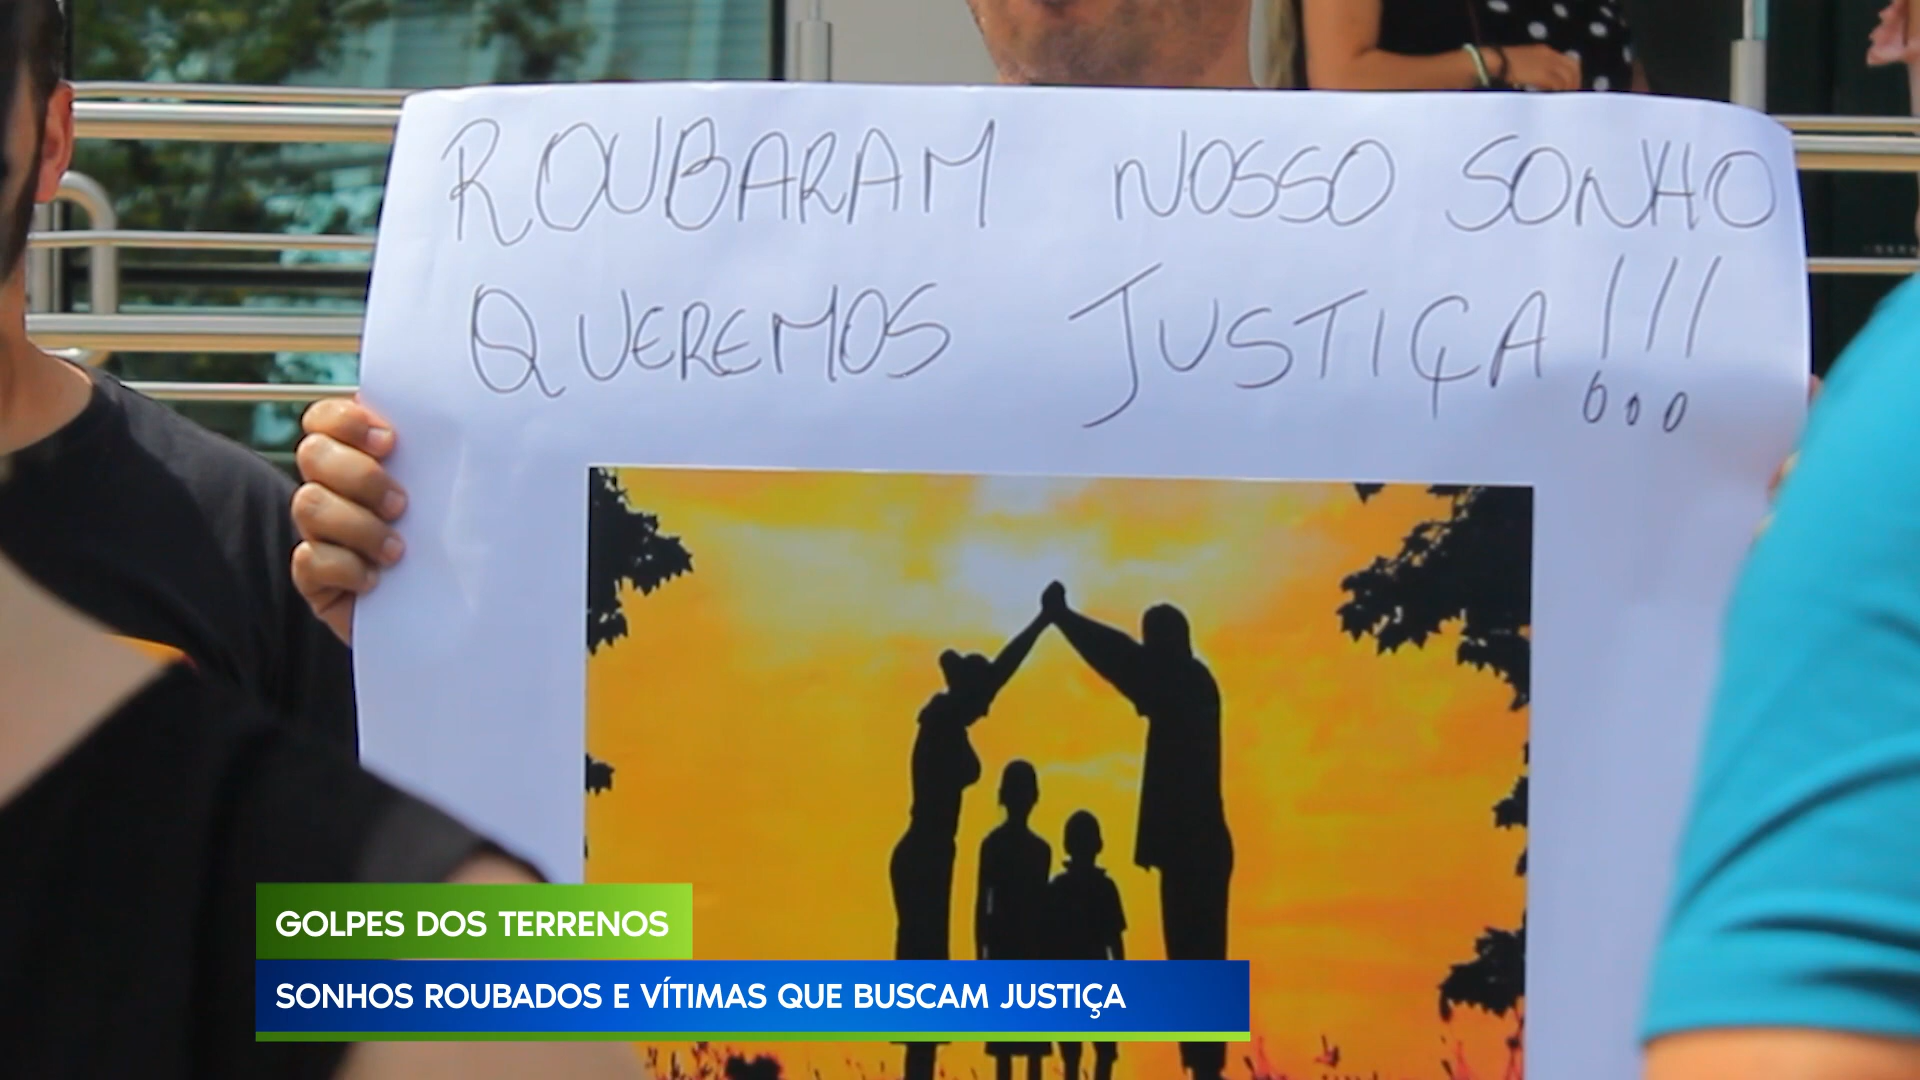 ROUBARAM NOSSO SONHO
QUEREMOS JUSTIÇA!!!
GOLPES DOS TERRENOS
SONHOS ROUBADOS E VÍTIMAS QUE BUSCAM JUSTIÇA